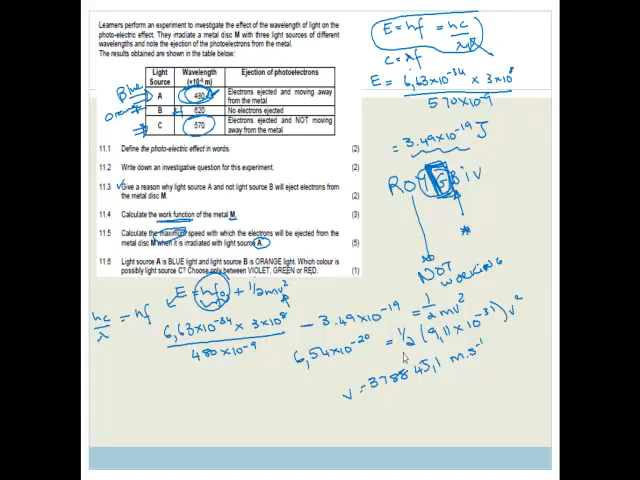 Learners perform an experiment to investigate the effect of the wavelength of light on the
photo-electric effect. They irradiate a metal disc M with three light sources of different
wavelengths and note the ejection of the photoelectrons from the metal.
The results obtained are shown in the table below:
Light Source Wavelength (×10⁻⁹ m) Ejection of photoelectrons
A 480 Electrons ejected and moving away from the metal
B 620 No electrons ejected
C 570 Electrons ejected and NOT moving away from the metal
Blue
11.1 Define the photo-electric effect in words. (2)
11.2 Write down an investigative question for this experiment. (2)
11.3 Give a reason why light source A and not light source B will eject electrons from
the metal disc M. (2)
11.4 Calculate the work function of the metal M. (3)
11.5 Calculate the maximum speed with which the electrons will be ejected from the
metal disc M when it is irradiated with light source A. (5)
11.6 Light source A is BLUE light and light source B is ORANGE light. Which colour is
possibly light source C? Choose only between VIOLET, GREEN or RED. (1)
E = hf = hc/λ
c = λf
E = 6,63×10⁻³⁴ × 3×10⁸
570×10⁻⁹
= 3.49×10⁻¹⁹ J
ROYGBIV
NOT
working
E = hf₀ + 1/2mv²
hc/λ = hf
6,63×10⁻³⁴ × 3×10⁸ − 3.49×10⁻¹⁹ = 1/2 mv²
480×10⁻⁹
6,54×10⁻²⁰ = 1/2 (9,11×10⁻³¹)v²
v = 378845,1 m.s⁻¹